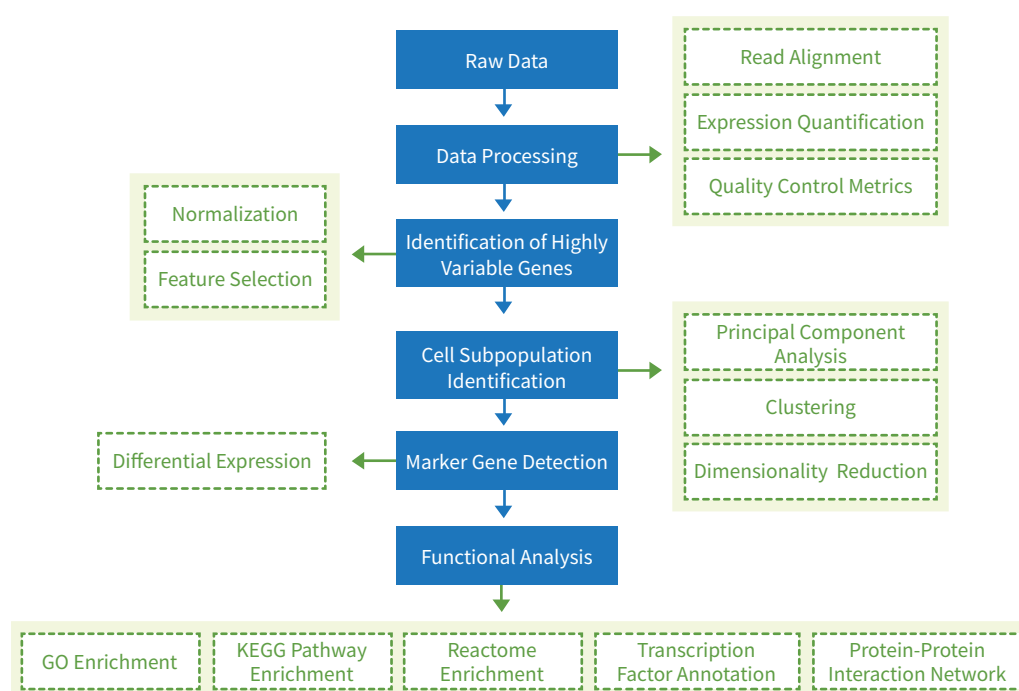 Raw Data
Read Alignment
Expression Quantification
Data Processing
Quality Control Metrics
Normalization
Identification of Highly
Variable Genes
Feature Selection
Principal Component
Analysis
Cell Subpopulation
Identification
Clustering
Differential Expression
Marker Gene Detection
Dimensionality Reduction
Functional Analysis
GO Enrichment
KEGG Pathway
Enrichment
Reactome
Enrichment
Transcription
Factor Annotation
Protein-Protein
Interaction Network